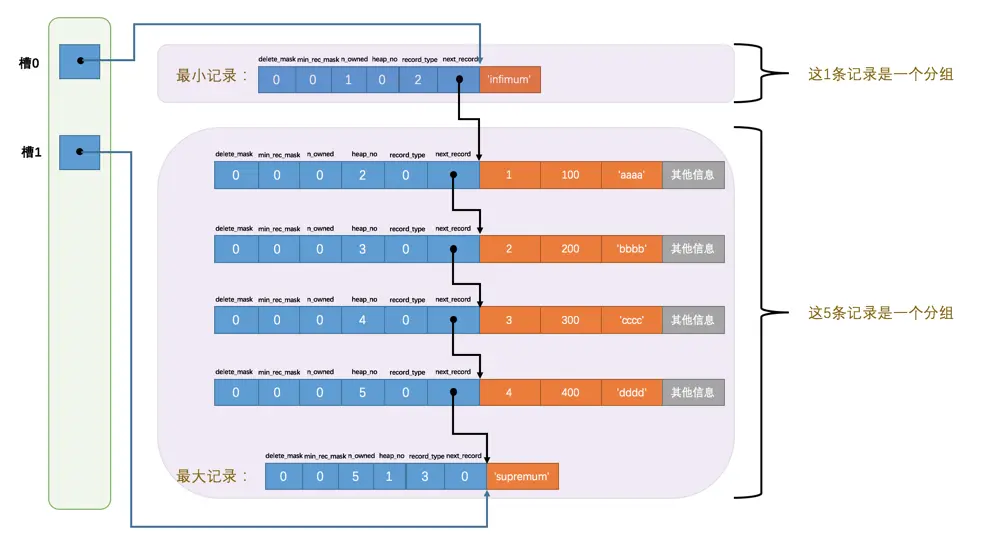 槽0
delete_mask min_rec_mask n_owned heap_no record_type next_record
最小记录： 0 0 1 0 2 'infimum'
这1条记录是一个分组
槽1
delete_mask min_rec_mask n_owned heap_no record_type next_record
0 0 0 2 0 1 100 'aaaa' 其他信息
delete_mask min_rec_mask n_owned heap_no record_type next_record
0 0 0 3 0 2 200 'bbbb' 其他信息
delete_mask min_rec_mask n_owned heap_no record_type next_record
0 0 0 4 0 3 300 'cccc' 其他信息
这5条记录是一个分组
delete_mask min_rec_mask n_owned heap_no record_type next_record
0 0 0 5 0 4 400 'dddd' 其他信息
delete_mask min_rec_mask n_owned heap_no record_type next_record
最大记录： 0 0 5 1 3 0 'supremum'